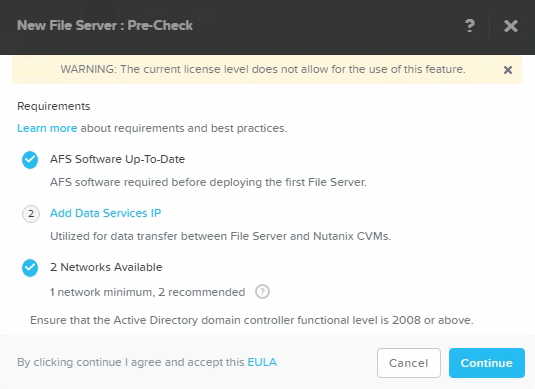 New File Server : Pre-Check
?
WARNING: The current license level does not allow for the use of this feature.
Requirements
Learn more about requirements and best practices.
AFS Software Up-To-Date
AFS software required before deploying the first File Server.
2 Add Data Services IP
Utilized for data transfer between File Server and Nutanix CVMs.
2 Networks Available
1 network minimum, 2 recommended ?
Ensure that the Active Directory domain controller functional level is 2008 or above.
By clicking continue I agree and accept this EULA
Cancel
Continue